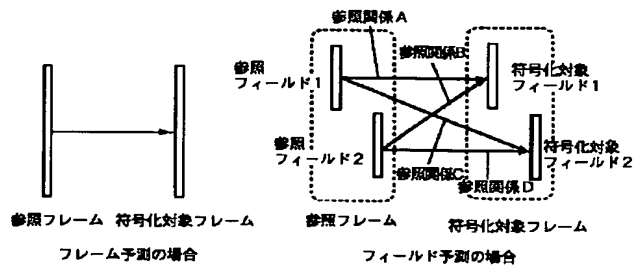 参照関係A
参照関係B
参照
フィールド1
符号化対象
フィールド1
参照
フィールド2
符号化対象
フィールド2
参照関係C
参照関係D
参照フレーム
符号化対象フレーム
参照フレーム
符号化対象フレーム
フレーム予測の場合
フィールド予測の場合